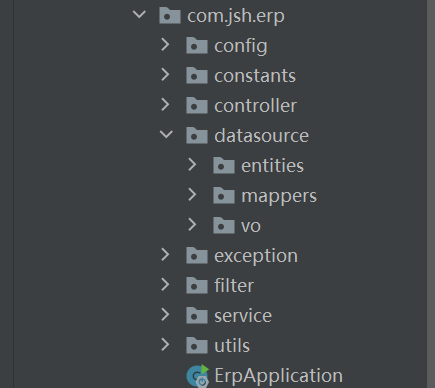 com.jsh.erp
config
constants
controller
datasource
entities
mappers
vo
exception
filter
service
utils
ErpApplication